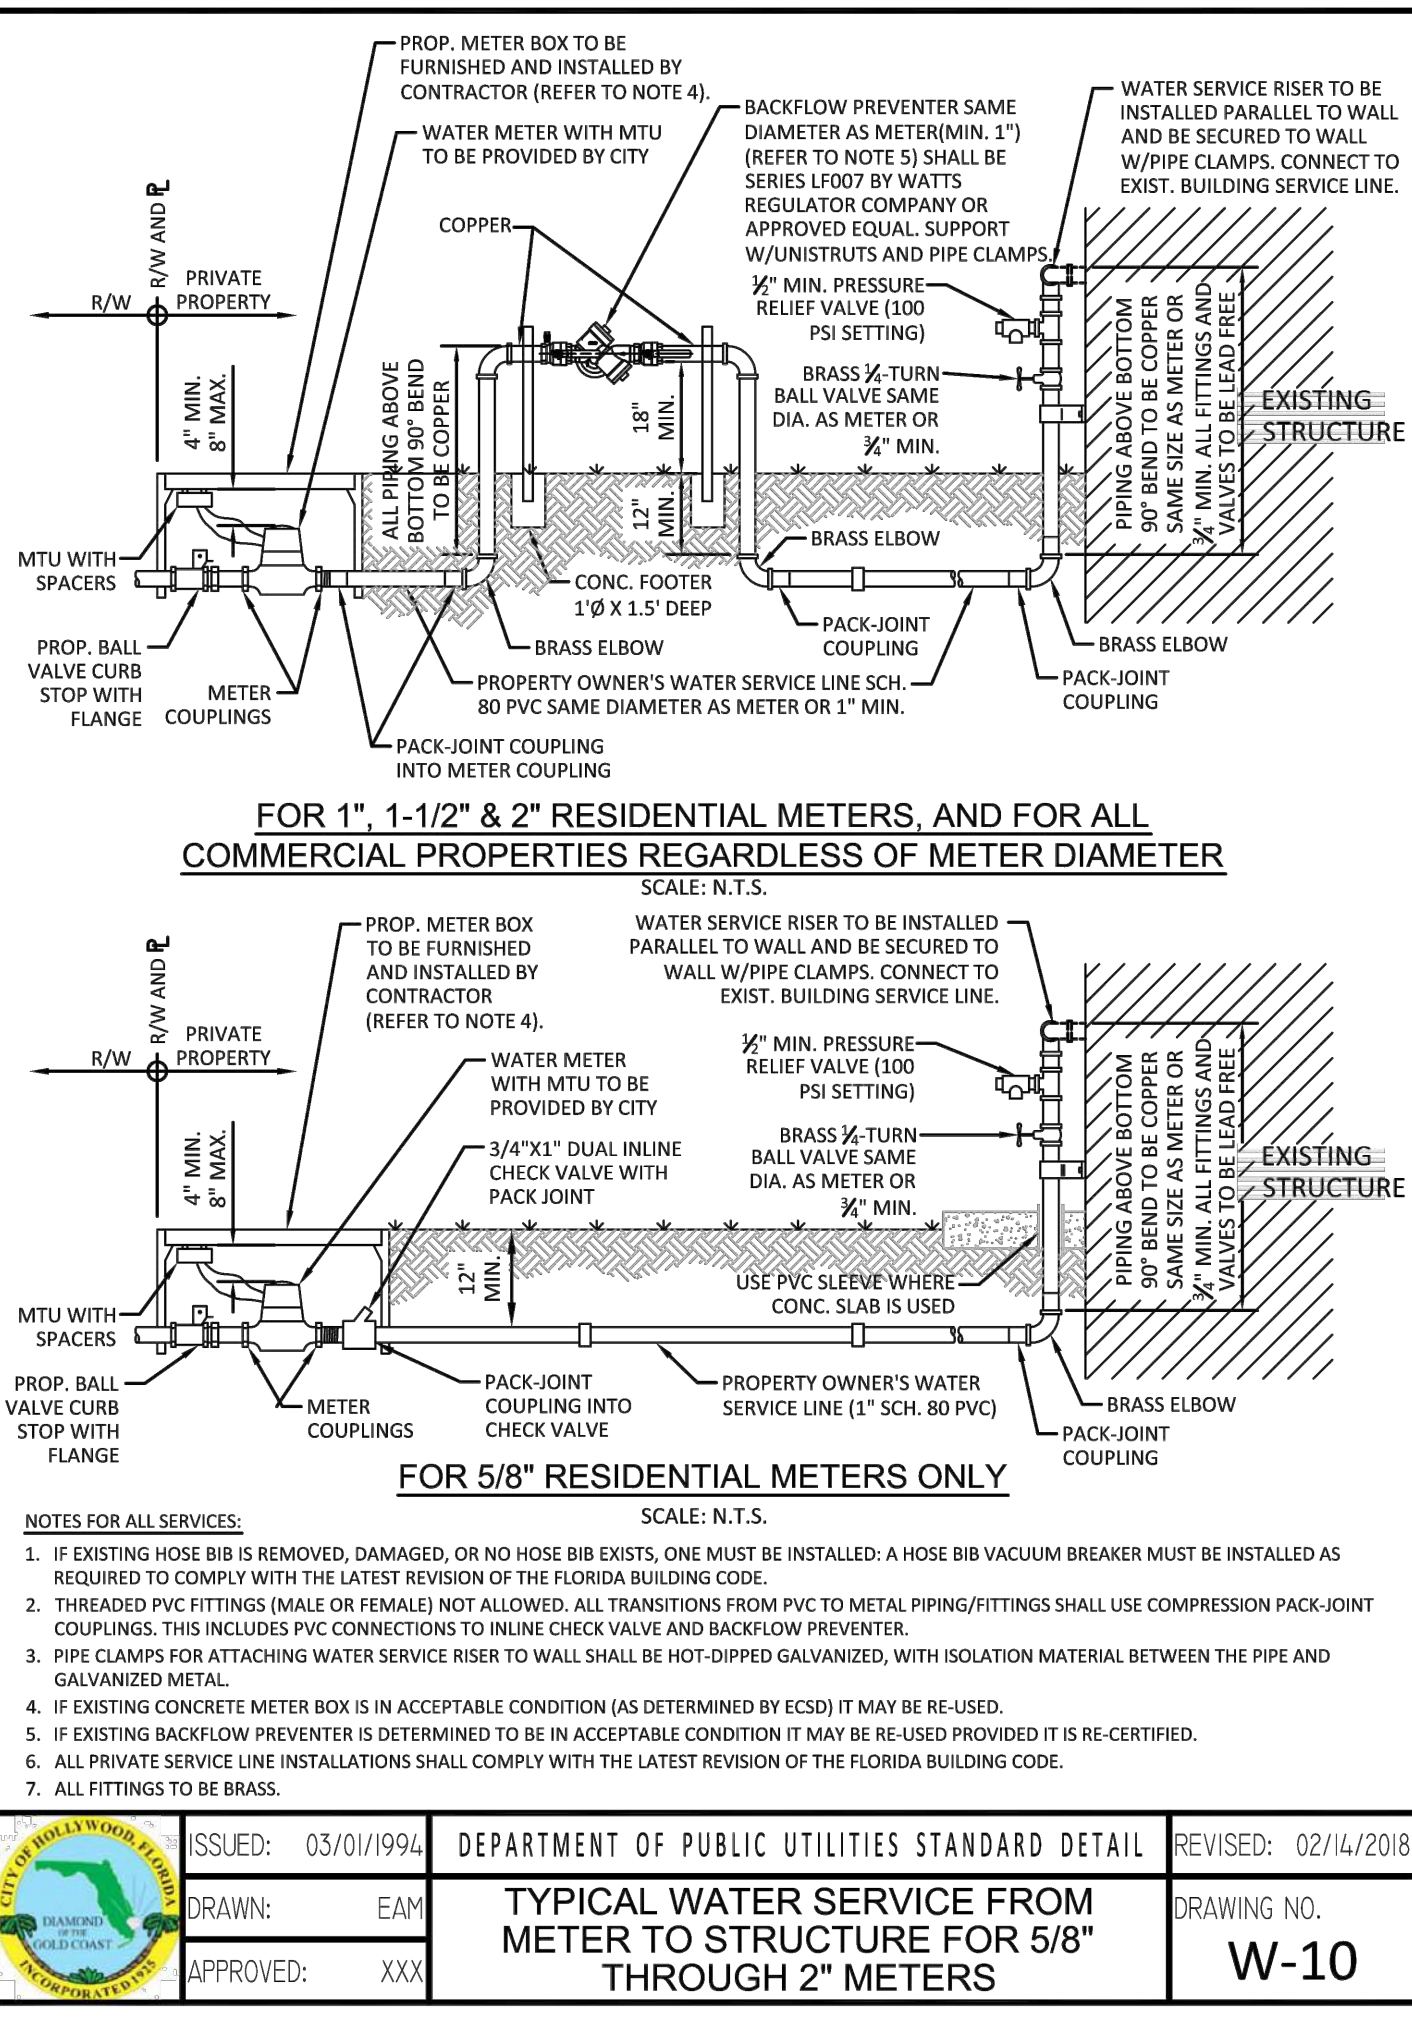 PROP. METER BOX TO BE
FURNISHED AND INSTALLED BY
CONTRACTOR (REFER TO NOTE 4).
WATER METER WITH MTU
TO BE PROVIDED BY CITY
BACKFLOW PREVENTER SAME
DIAMETER AS METER(MIN. 1")
(REFER TO NOTE 5) SHALL BE
SERIES LF007 BY WATTS
REGULATOR COMPANY OR
APPROVED EQUAL. SUPPORT
W/UNISTRUTS AND PIPE CLAMPS.
WATER SERVICE RISER TO BE
INSTALLED PARALLEL TO WALL
AND BE SECURED TO WALL
W/PIPE CLAMPS. CONNECT TO
EXIST. BUILDING SERVICE LINE.
COPPER
R/W AND PL
R/W
PRIVATE
PROPERTY
4" MIN.
8" MAX.
½" MIN. PRESSURE
RELIEF VALVE (100
PSI SETTING)
BRASS ¼-TURN
BALL VALVE SAME
DIA. AS METER OR
¾" MIN.
ALL PIPING ABOVE
BOTTOM 90° BEND
TO BE COPPER
18"
MIN.
12"
MIN.
PIPING ABOVE BOTTOM
90° BEND TO BE COPPER
SAME SIZE AS METER OR
¾" MIN. ALL FITTINGS AND
VALVES TO BE LEAD FREE
EXISTING
STRUCTURE
MTU WITH
SPACERS
BRASS ELBOW
CONC. FOOTER
1'Ø X 1.5' DEEP
PACK-JOINT
COUPLING
BRASS ELBOW
BRASS ELBOW
PROP. BALL
VALVE CURB
STOP WITH
FLANGE
METER
COUPLINGS
PROPERTY OWNER'S WATER SERVICE LINE SCH.
80 PVC SAME DIAMETER AS METER OR 1" MIN.
PACK-JOINT
COUPLING
PACK-JOINT COUPLING
INTO METER COUPLING
FOR 1", 1-1/2" & 2" RESIDENTIAL METERS, AND FOR ALL
COMMERCIAL PROPERTIES REGARDLESS OF METER DIAMETER
SCALE: N.T.S.
PROP. METER BOX
TO BE FURNISHED
AND INSTALLED BY
CONTRACTOR
(REFER TO NOTE 4).
WATER SERVICE RISER TO BE INSTALLED
PARALLEL TO WALL AND BE SECURED TO
WALL W/PIPE CLAMPS. CONNECT TO
EXIST. BUILDING SERVICE LINE.
R/W AND PL
R/W
PRIVATE
PROPERTY
4" MIN.
8" MAX.
WATER METER
WITH MTU TO BE
PROVIDED BY CITY
3/4"X1" DUAL INLINE
CHECK VALVE WITH
PACK JOINT
½" MIN. PRESSURE
RELIEF VALVE (100
PSI SETTING)
BRASS ¼-TURN
BALL VALVE SAME
DIA. AS METER OR
¾" MIN.
PIPING ABOVE BOTTOM
90° BEND TO BE COPPER
SAME SIZE AS METER OR
¾" MIN. ALL FITTINGS AND
VALVES TO BE LEAD FREE
EXISTING
STRUCTURE
12"
MIN.
USE PVC SLEEVE WHERE
CONC. SLAB IS USED
MTU WITH
SPACERS
PROP. BALL
VALVE CURB
STOP WITH
FLANGE
METER
COUPLINGS
PACK-JOINT
COUPLING INTO
CHECK VALVE
PROPERTY OWNER'S WATER
SERVICE LINE (1" SCH. 80 PVC)
BRASS ELBOW
PACK-JOINT
COUPLING
FOR 5/8" RESIDENTIAL METERS ONLY
SCALE: N.T.S.
NOTES FOR ALL SERVICES:
1. IF EXISTING HOSE BIB IS REMOVED, DAMAGED, OR NO HOSE BIB EXISTS, ONE MUST BE INSTALLED: A HOSE BIB VACUUM BREAKER MUST BE INSTALLED AS
REQUIRED TO COMPLY WITH THE LATEST REVISION OF THE FLORIDA BUILDING CODE.
2. THREADED PVC FITTINGS (MALE OR FEMALE) NOT ALLOWED. ALL TRANSITIONS FROM PVC TO METAL PIPING/FITTINGS SHALL USE COMPRESSION PACK-JOINT
COUPLINGS. THIS INCLUDES PVC CONNECTIONS TO INLINE CHECK VALVE AND BACKFLOW PREVENTER.
3. PIPE CLAMPS FOR ATTACHING WATER SERVICE RISER TO WALL SHALL BE HOT-DIPPED GALVANIZED, WITH ISOLATION MATERIAL BETWEEN THE PIPE AND
GALVANIZED METAL.
4. IF EXISTING CONCRETE METER BOX IS IN ACCEPTABLE CONDITION (AS DETERMINED BY ECSD) IT MAY BE RE-USED.
5. IF EXISTING BACKFLOW PREVENTER IS DETERMINED TO BE IN ACCEPTABLE CONDITION IT MAY BE RE-USED PROVIDED IT IS RE-CERTIFIED.
6. ALL PRIVATE SERVICE LINE INSTALLATIONS SHALL COMPLY WITH THE LATEST REVISION OF THE FLORIDA BUILDING CODE.
7. ALL FITTINGS TO BE BRASS.
CITY OF HOLLYWOOD, FLORIDA
DIAMOND
OF THE
GOLD COAST
INCORPORATED 1925
ISSUED: 03/01/1994
DRAWN: EAM
APPROVED: XXX
DEPARTMENT OF PUBLIC UTILITIES STANDARD DETAIL
TYPICAL WATER SERVICE FROM
METER TO STRUCTURE FOR 5/8"
THROUGH 2" METERS
REVISED: 02/14/2018
DRAWING NO.
W-10